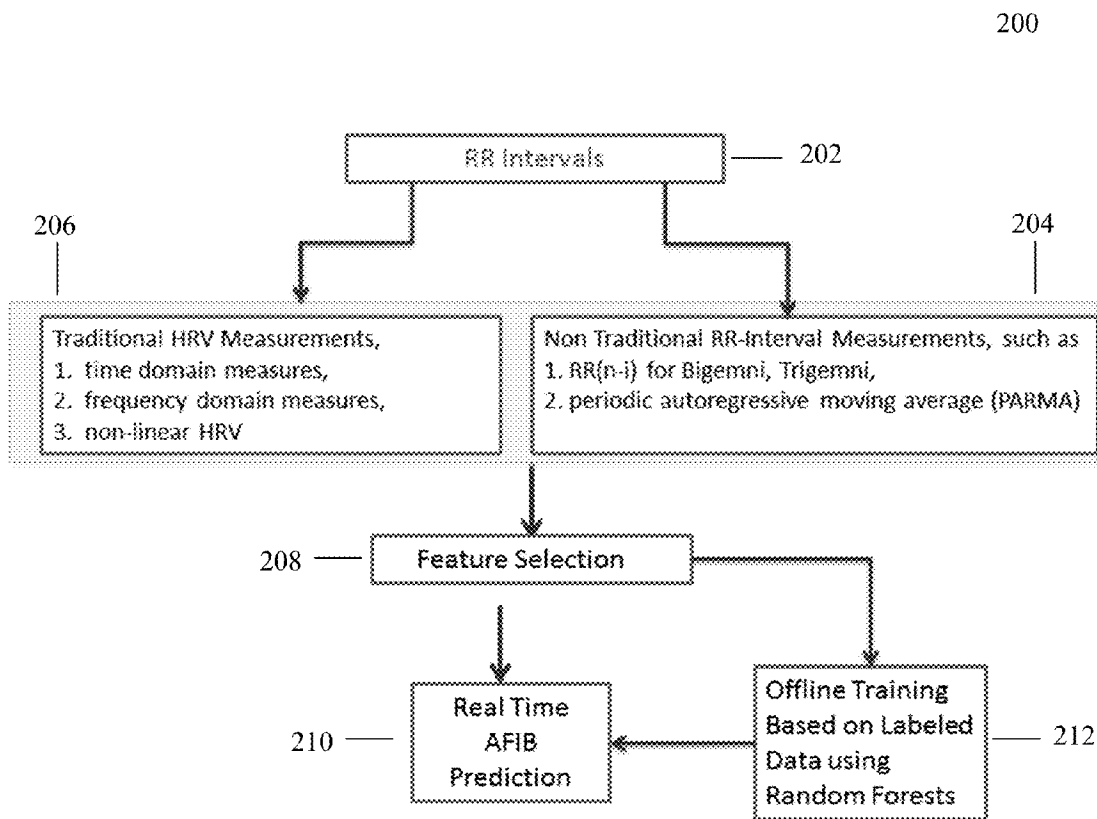 200
RR Intervals
202
206
204
Traditional HRV Measurements,
1. time domain measures,
2. frequency domain measures,
3. non-linear HRV
Non Traditional RR-Interval Measurements, such as
1. RR(n-i) for Bigemni, Trigemni,
2. periodic autoregressive moving average (PARMA)
208
Feature Selection
210
Real Time
AFIB
Prediction
Offline Training
Based on Labeled
Data using
Random Forests
212